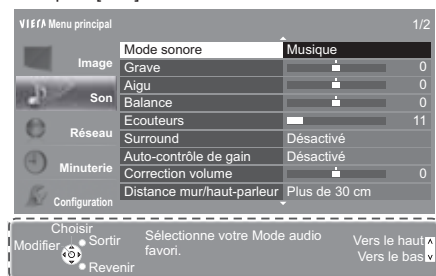 VIErA Menu principal 1/2
Mode sonore Musique
Image
Grave 0
Aigu 0
Son
Balance 0
Ecouteurs 11
Réseau
Surround Désactivé
Auto-contrôle de gain Désactivé
Minuterie
Correction volume 0
Distance mur/haut-parleur Plus de 30 cm
Configuration
Choisir
Modifier
Sortir
Revenir
Sélectionne votre Mode audio
favori.
Vers le haut
Vers le bas